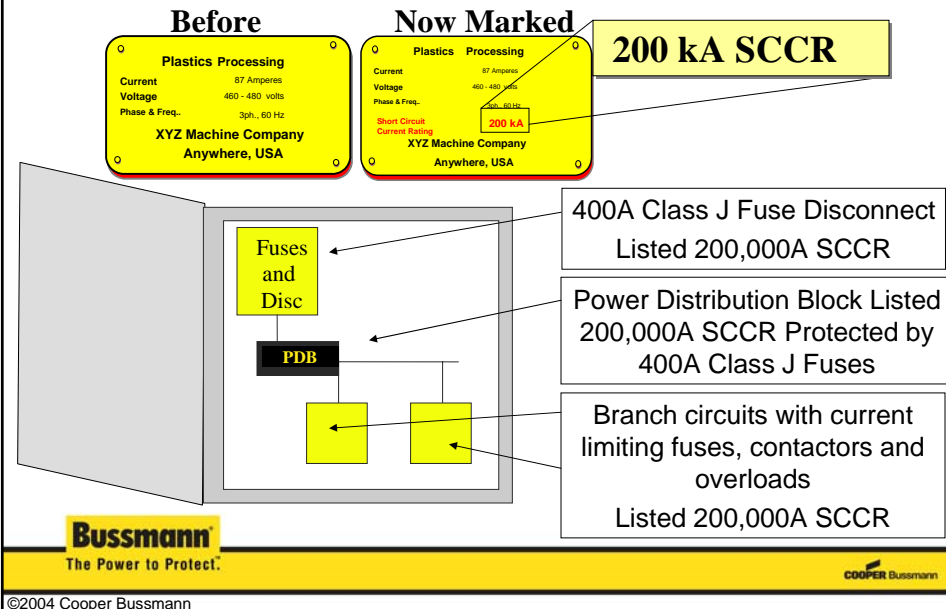 Before
Plastics Processing
Current 87 Amperes
Voltage 460 - 480 volts
Phase & Freq.. 3ph., 60 Hz
XYZ Machine Company
Anywhere, USA
Now Marked
Plastics Processing
Current 87 Amperes
Voltage 460 - 480 volts
Phase & Freq.. 3ph., 60 Hz
Short Circuit
Current Rating 200 kA
XYZ Machine Company
Anywhere, USA
200 kA SCCR
Fuses
and
Disc
PDB
400A Class J Fuse Disconnect
Listed 200,000A SCCR
Power Distribution Block Listed
200,000A SCCR Protected by
400A Class J Fuses
Branch circuits with current
limiting fuses, contactors and
overloads
Listed 200,000A SCCR
Bussmann®
The Power to Protect.™
COOPER Bussmann
©2004 Cooper Bussmann